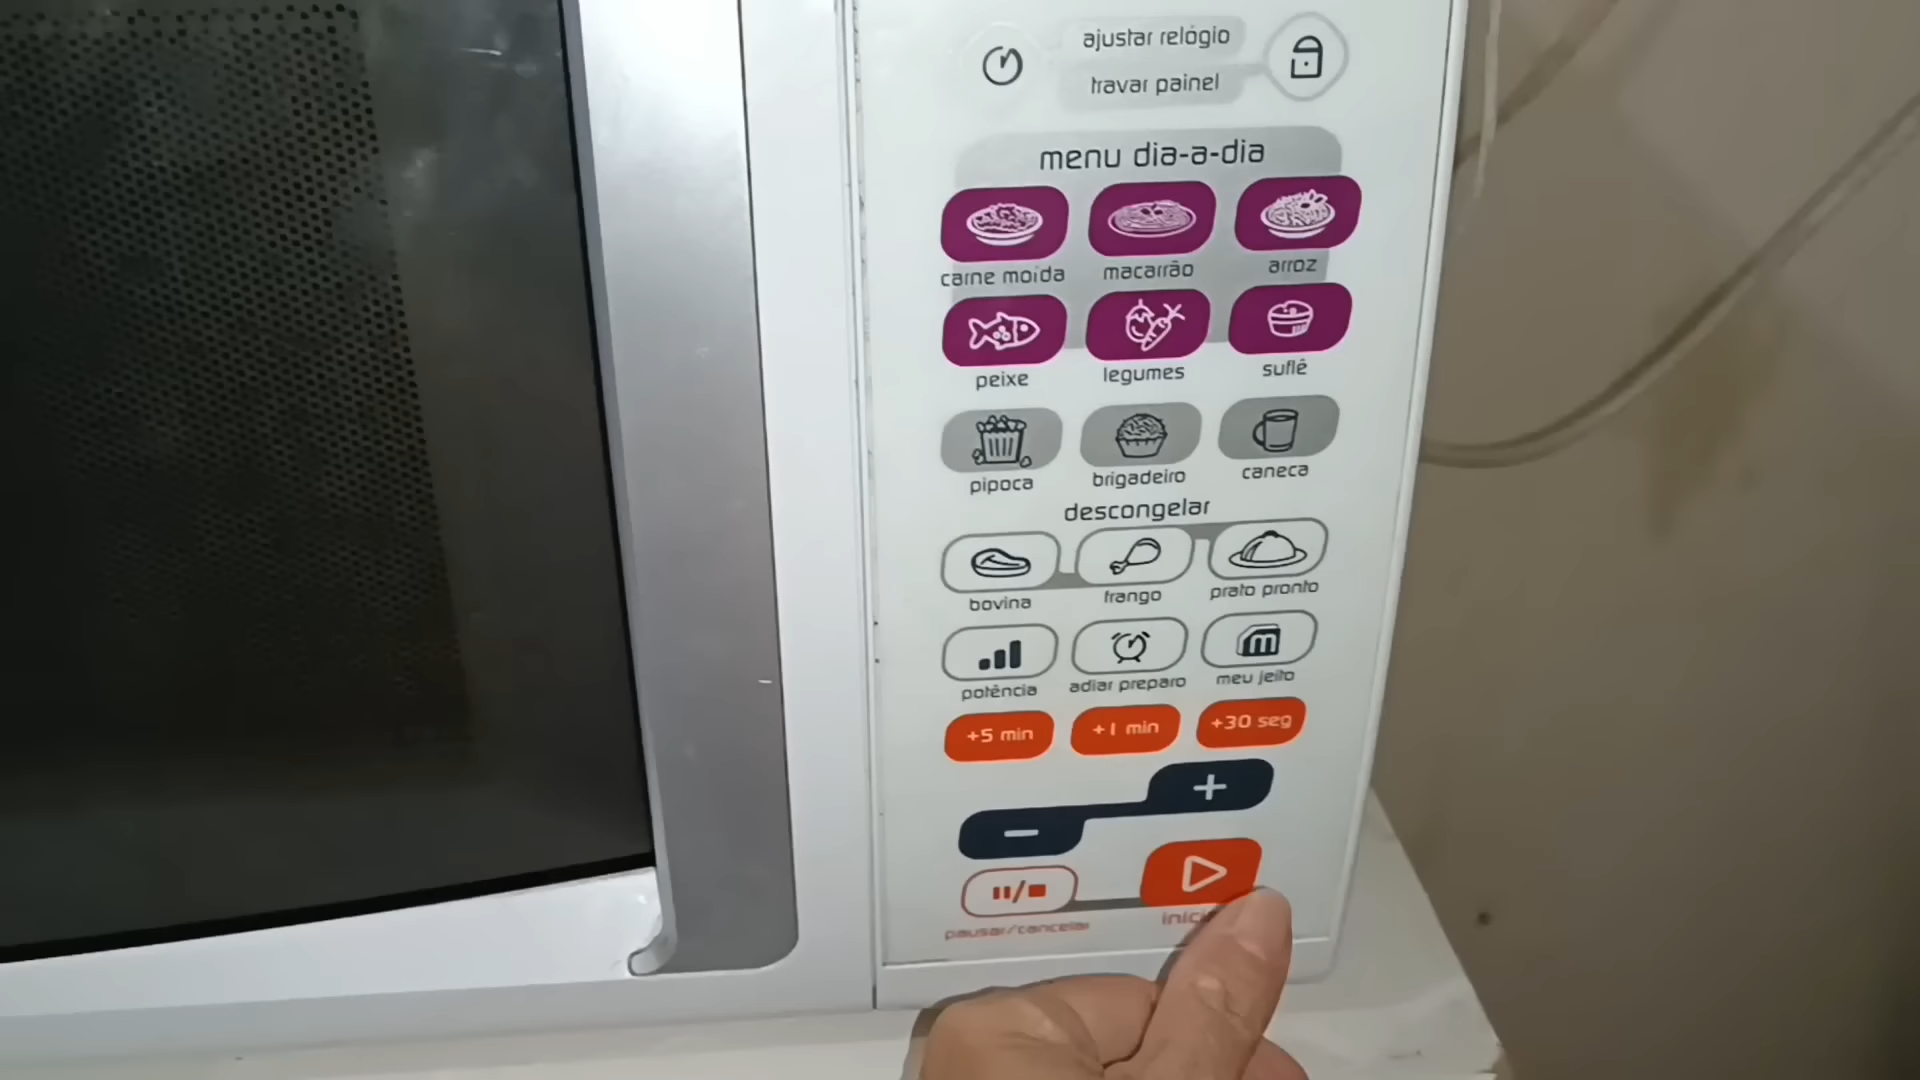 ajustar relógio
travar painel
menu dia-a-dia
carne moída macarrão arroz
peixe legumes suflê
pipoca brigadeiro caneca
descongelar
bovina frango prato pronto
potência adiar preparo meu jeito
+5 min +1 min +30 seg
pausar/cancelar